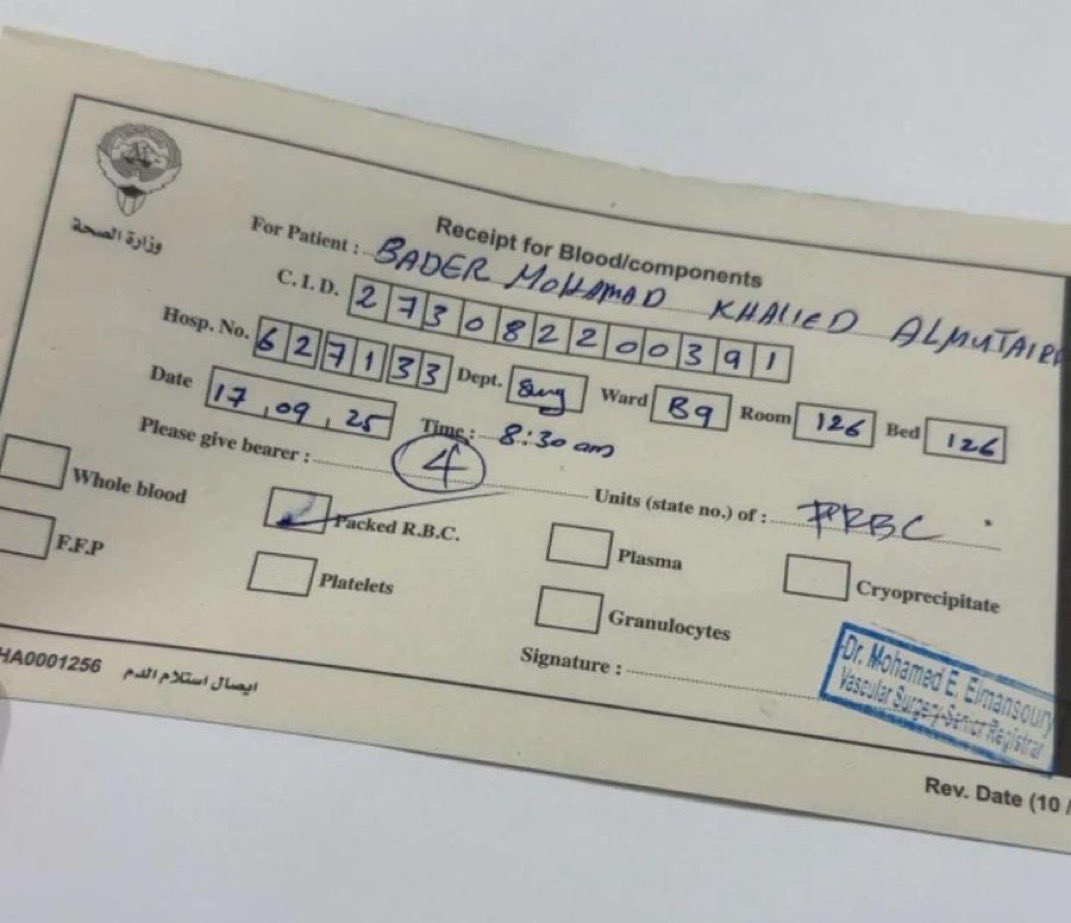 وزارة الصحة
Receipt for Blood/components
For Patient : BADER MOHAMAD KHALIED ALMUTAIRI
C. I. D. 273082200391
Hosp. No. 627133 Dept. Surg Ward B9 Room 126 Bed 126
Date 17.09.25 Time : 8:30 am
Please give bearer : 4 Units (state no.) of : PRBC
Whole blood Packed R.B.C. Plasma Cryoprecipitate
F.F.P Platelets Granulocytes
Signature :
Dr. Mohamed E. Elmansoury
Vascular Surgery Senior Registrar
HA0001256 ايصال استلام الدم
Rev. Date (10 /